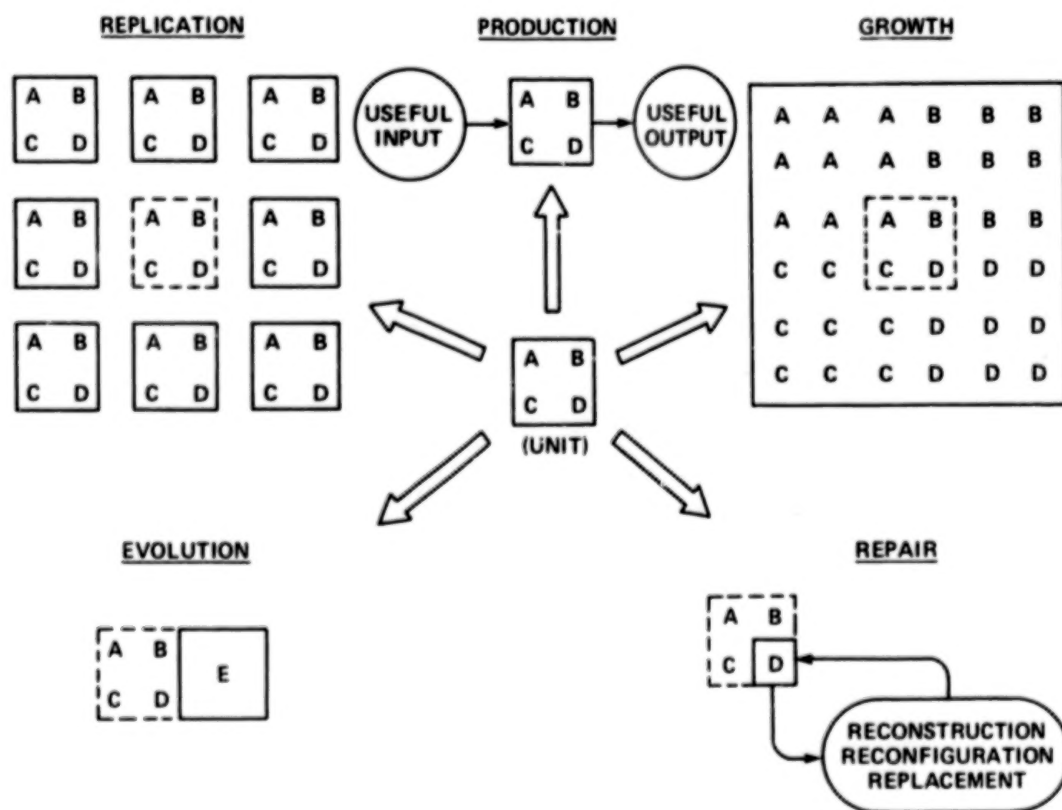 REPLICATION
A B A B A B
C D C D C D
A B A B A B
C D C D C D
A B A B A B
C D C D C D
PRODUCTION
USEFUL
INPUT
A B
C D
USEFUL
OUTPUT
GROWTH
A A A B B B
A A A B B B
A A A B B B
C C C D D D
C C C D D D
C C C D D D
A B
C D
(UNIT)
EVOLUTION
A B
E
C D
REPAIR
A B
C D
RECONSTRUCTION
RECONFIGURATION
REPLACEMENT